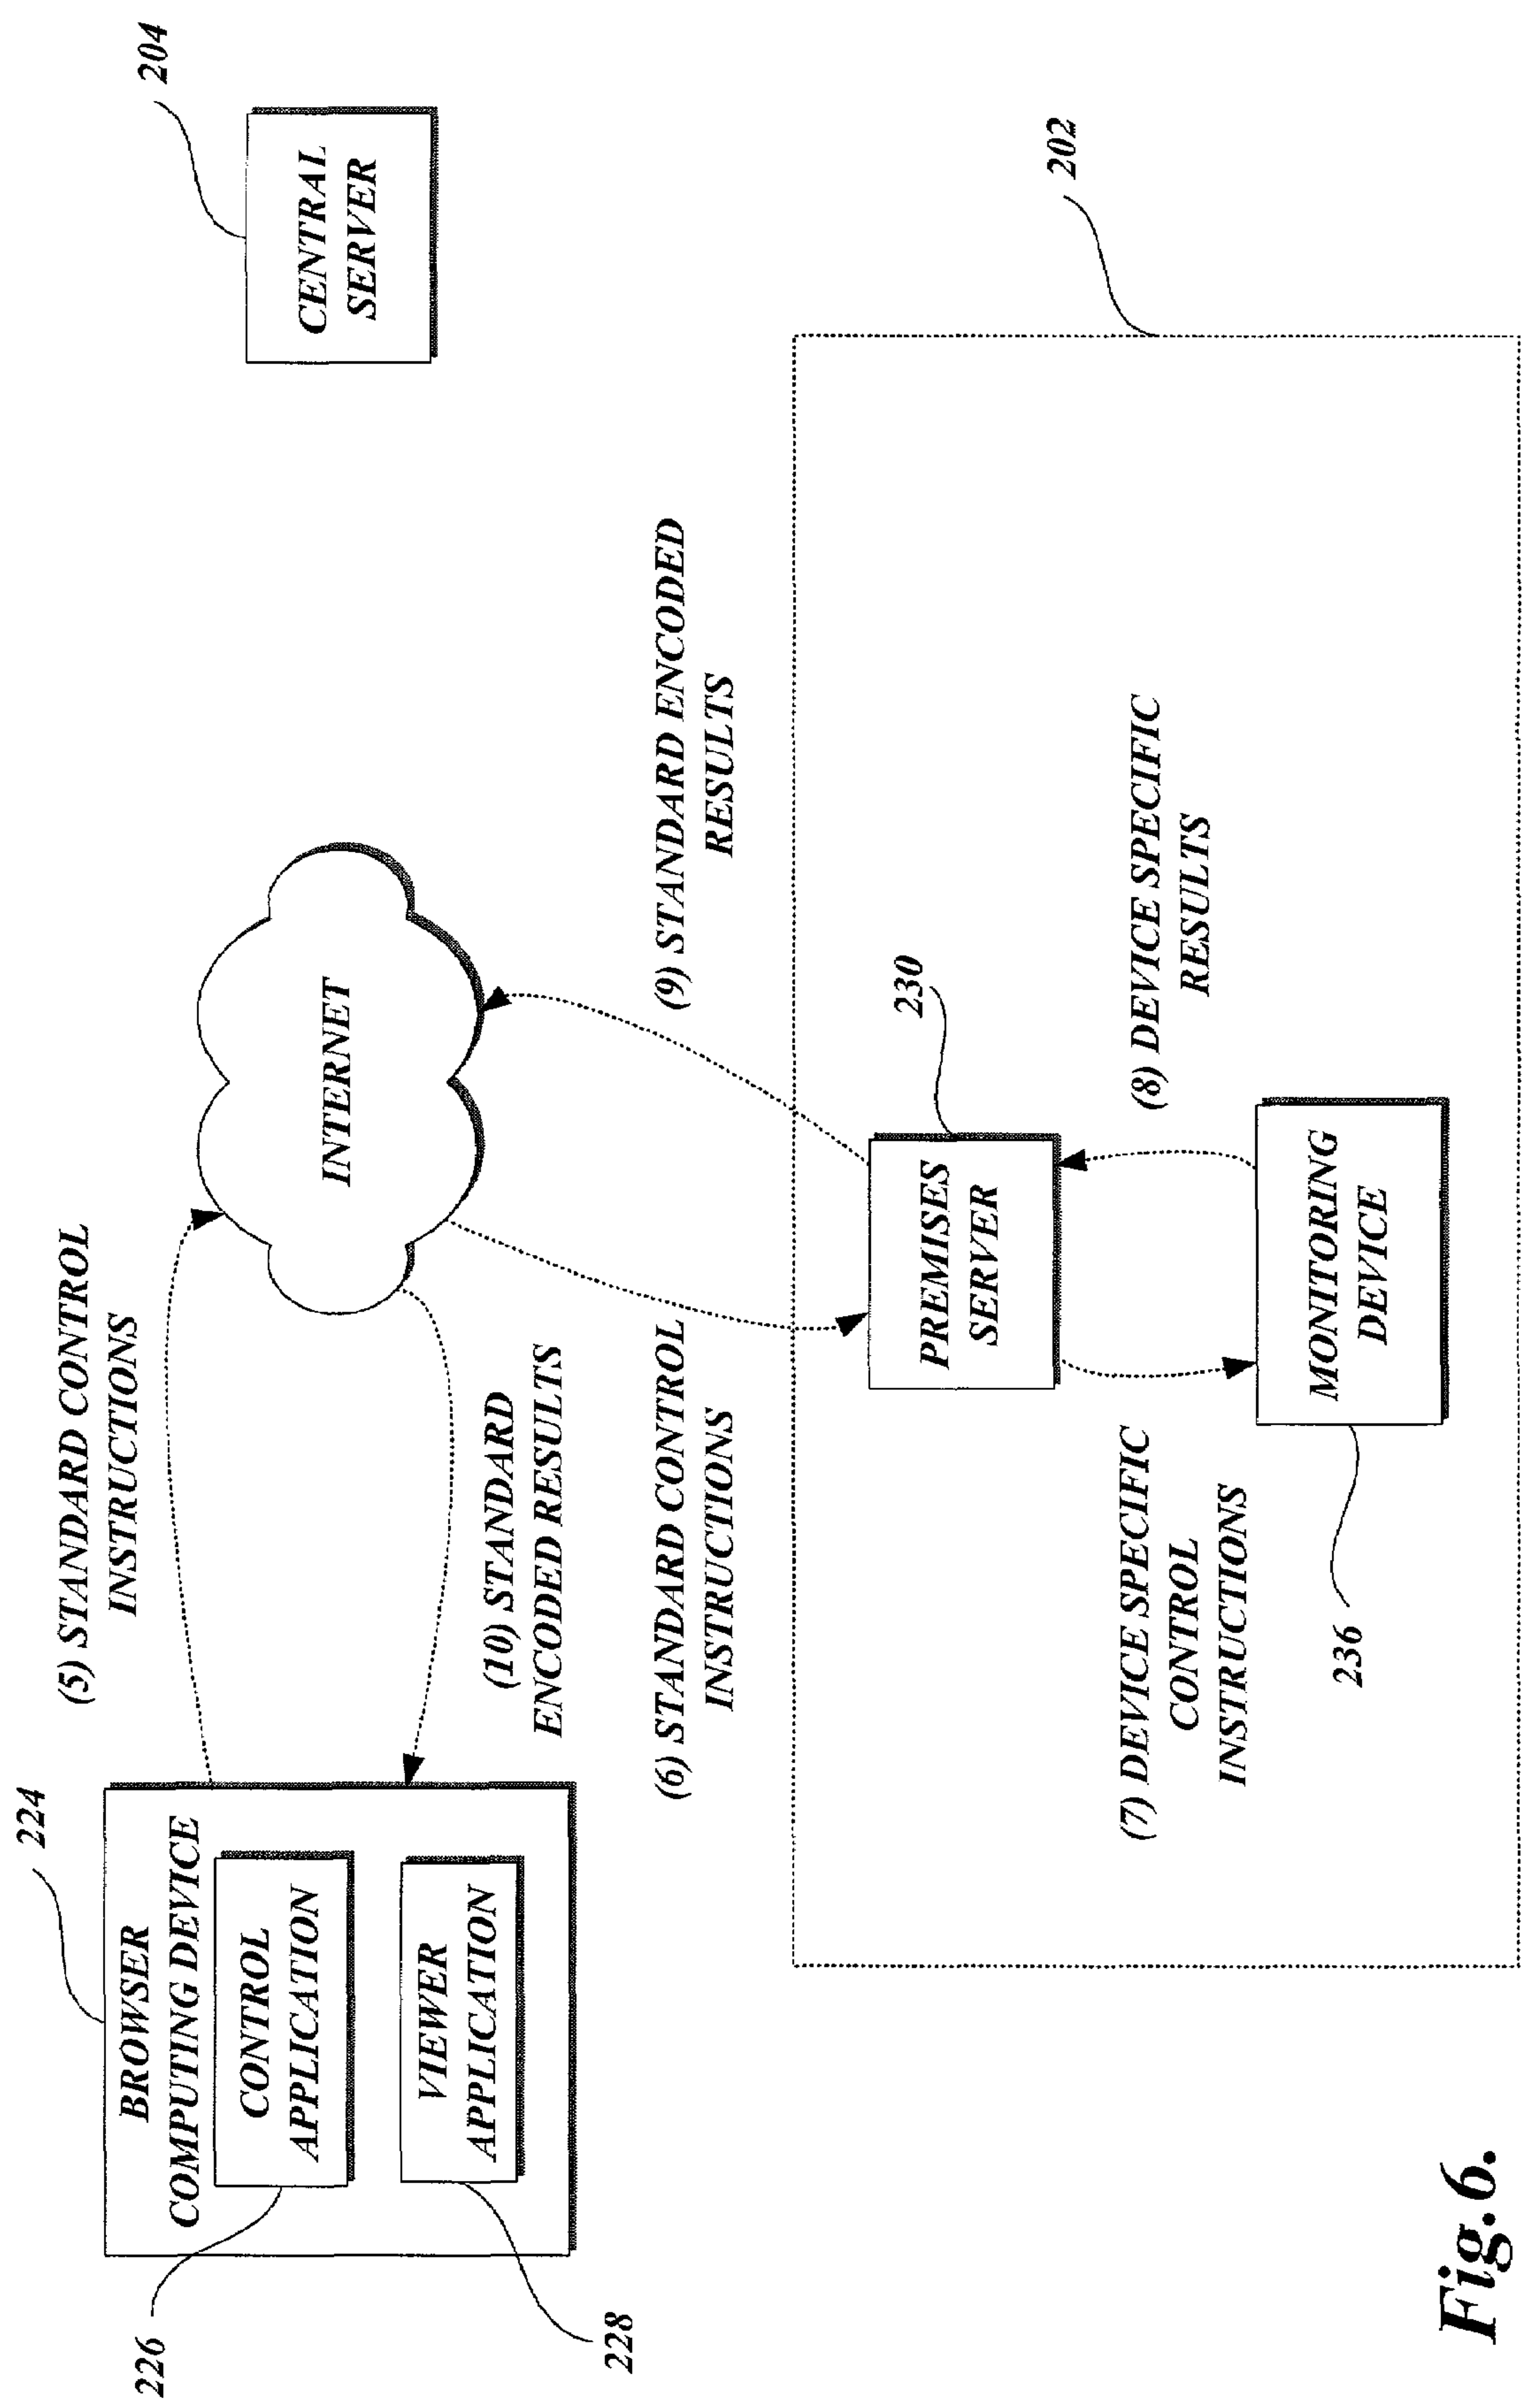 224
BROWSER
COMPUTING DEVICE
CONTROL
APPLICATION
226
VIEWER
APPLICATION
228
(5) STANDARD CONTROL
INSTRUCTIONS
INTERNET
(10) STANDARD
ENCODED RESULTS
204
CENTRAL
SERVER
(6) STANDARD CONTROL
INSTRUCTIONS
(9) STANDARD ENCODED
RESULTS
202
230
PREMISES
SERVER
(7) DEVICE SPECIFIC
CONTROL
INSTRUCTIONS
(8) DEVICE SPECIFIC
RESULTS
MONITORING
DEVICE
236
Fig.6.